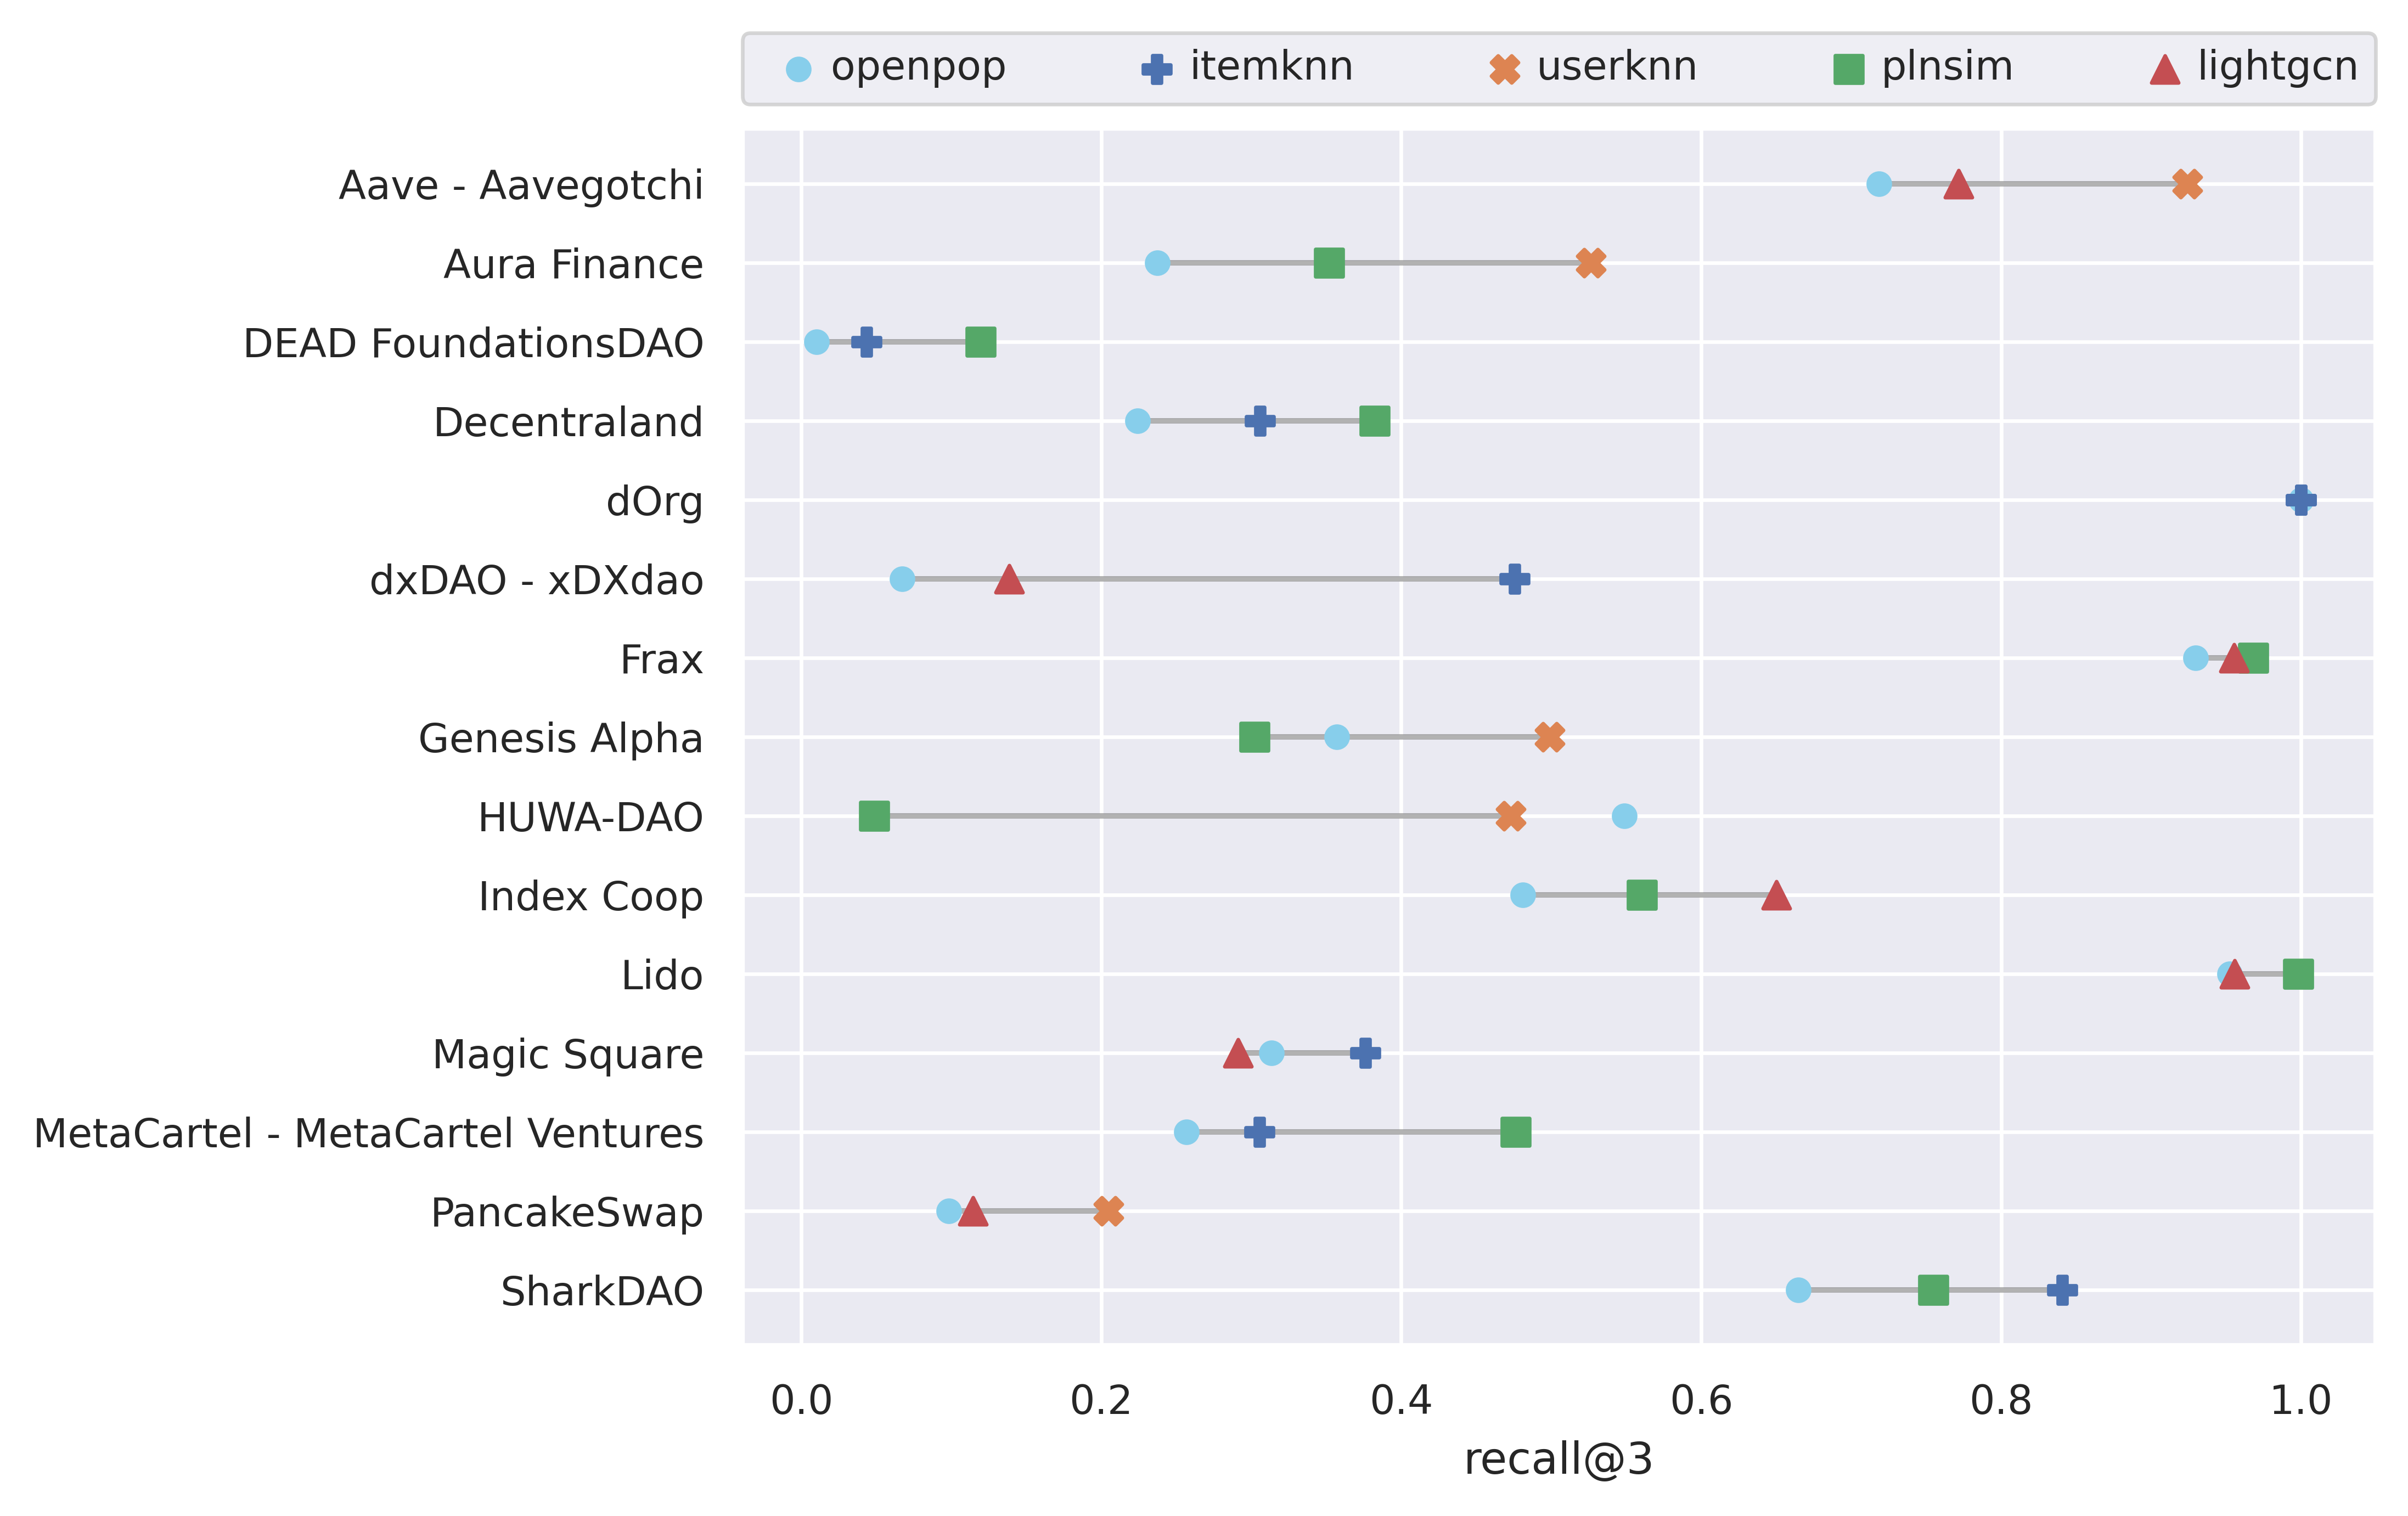 openpop itemknn userknn plnsim lightgcn
Aave - Aavegotchi
Aura Finance
DEAD FoundationsDAO
Decentraland
dOrg
dxDAO - xDXdao
Frax
Genesis Alpha
HUWA-DAO
Index Coop
Lido
Magic Square
MetaCartel - MetaCartel Ventures
PancakeSwap
SharkDAO
0.0 0.2 0.4 0.6 0.8 1.0
recall@3